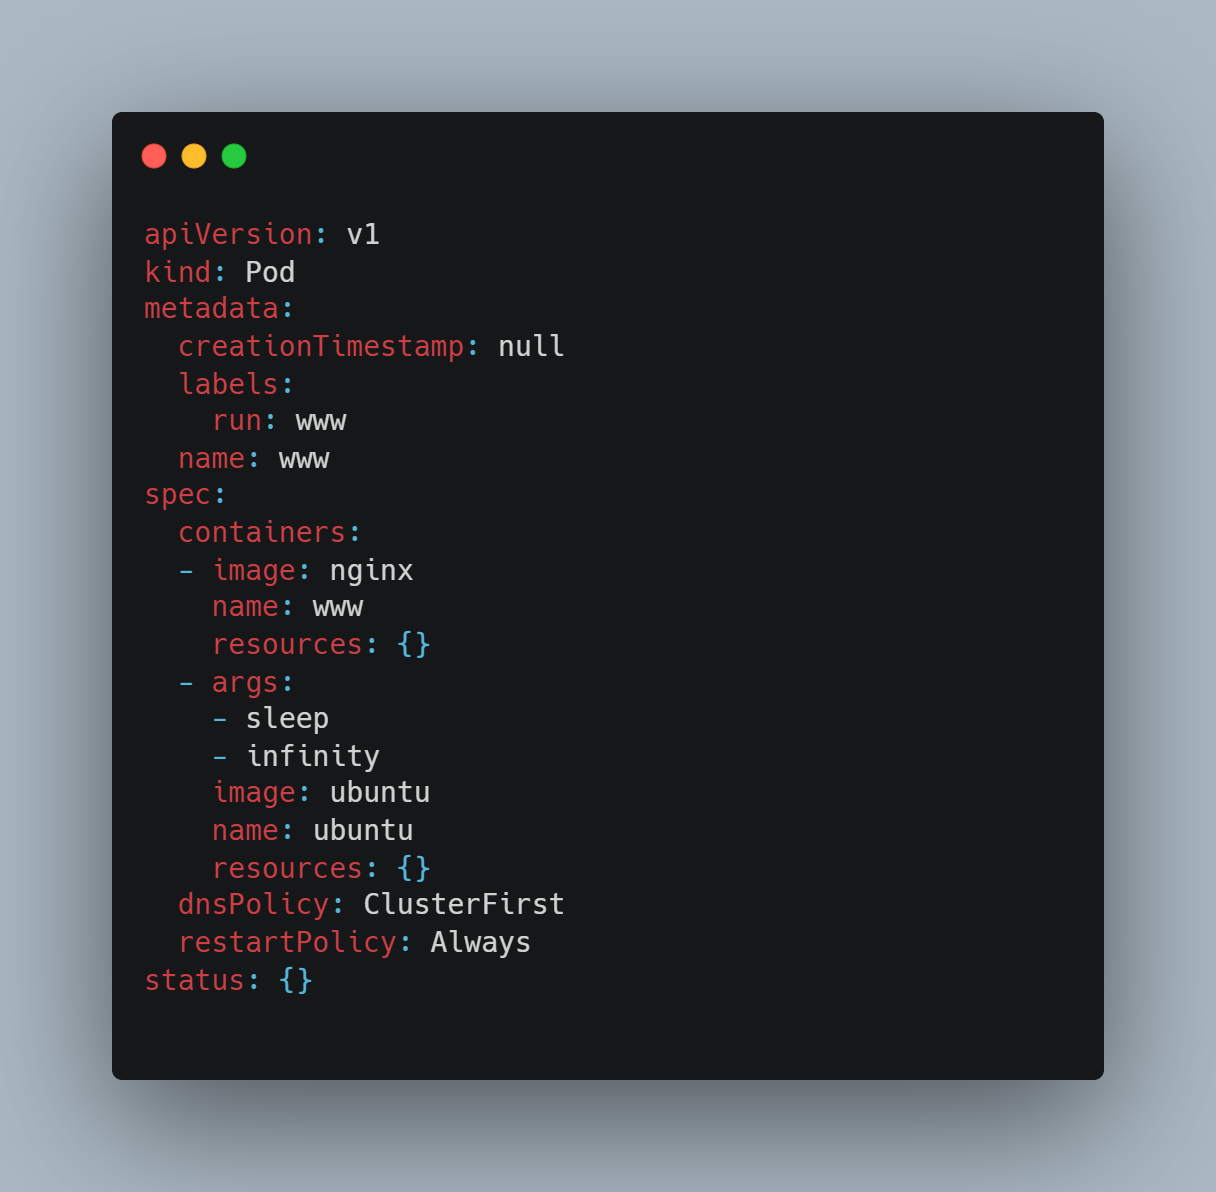 apiVersion: v1
kind: Pod
metadata:
  creationTimestamp: null
  labels:
    run: www
  name: www
spec:
  containers:
  - image: nginx
    name: www
    resources: {}
  - args:
    - sleep
    - infinity
    image: ubuntu
    name: ubuntu
    resources: {}
  dnsPolicy: ClusterFirst
  restartPolicy: Always
status: {}